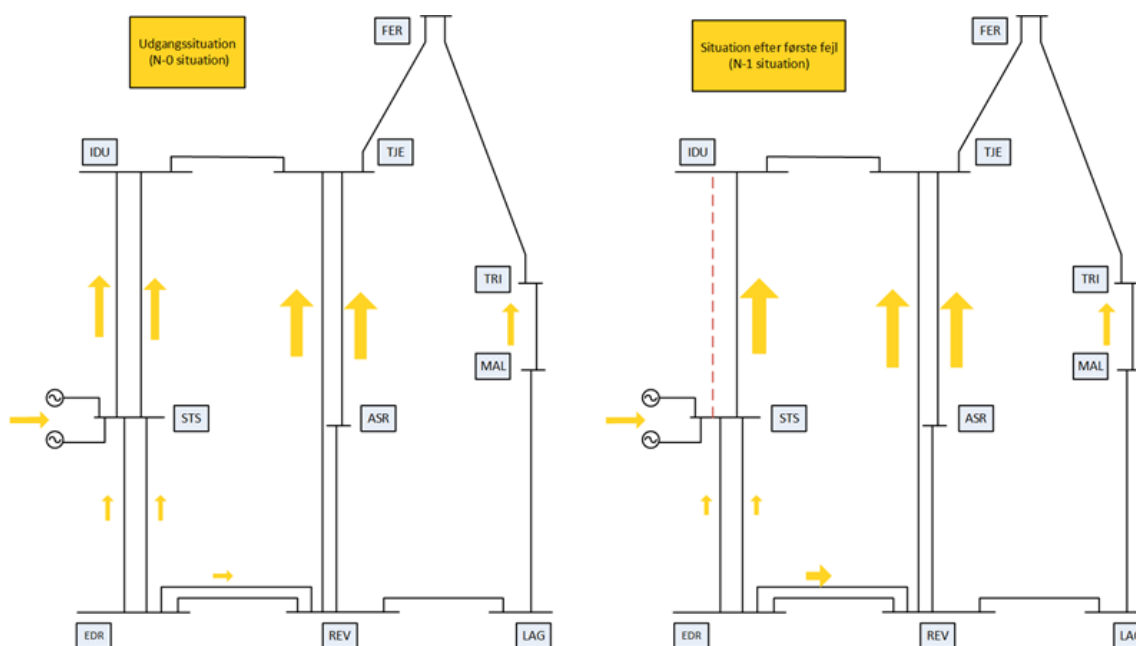 Udgangssituation
(N-0 situation)
FER
IDU
TJE
TRI
MAL
STS
ASR
EDR
REV
LAG
Situation efter første fejl
(N-1 situation)
FER
IDU
TJE
TRI
MAL
STS
ASR
EDR
REV
LAG